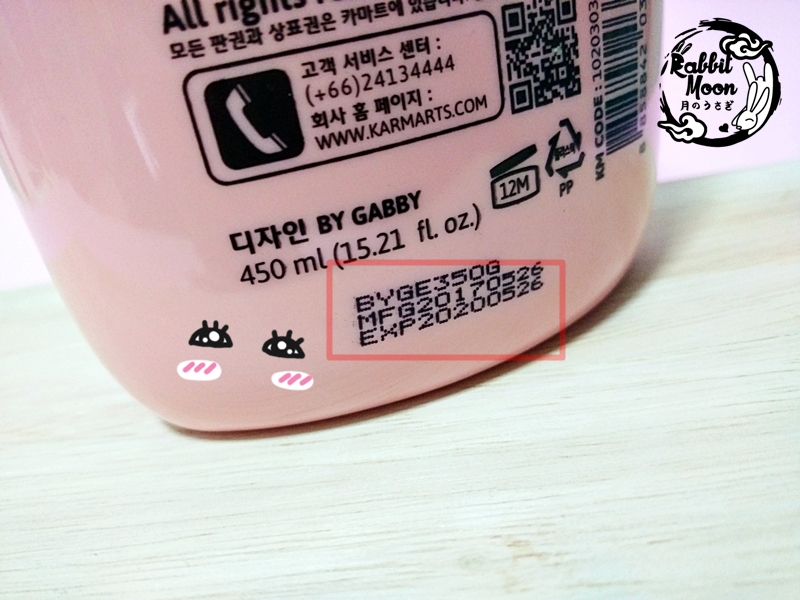 All rights
모든 판권과 상표권은 카마트에 있습니
고객 서비스 센터 :
(+66)24134444
회사 홈 페이지 :
WWW.KARMARTS.COM
KM CODE : 1020303
12M
PP
디자인 BY GABBY
450 ml (15.21 fl. oz.)
BYGE350G
MFG20170526
EXP20200526
Rabbit
Moon
月のうさぎ